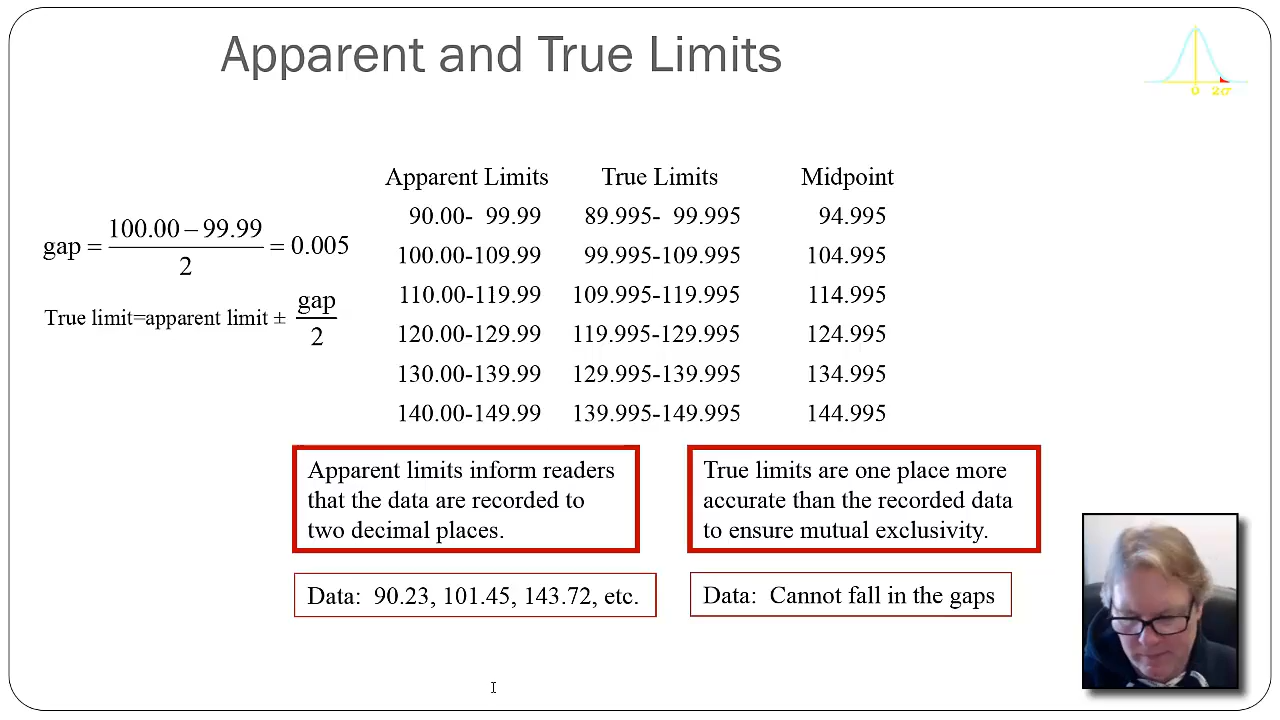 Apparent and True Limits
0 2σ
gap = 100.00 − 99.99 / 2 = 0.005
True limit=apparent limit ± gap / 2
Apparent Limits True Limits Midpoint
90.00- 99.99 89.995- 99.995 94.995
100.00-109.99 99.995-109.995 104.995
110.00-119.99 109.995-119.995 114.995
120.00-129.99 119.995-129.995 124.995
130.00-139.99 129.995-139.995 134.995
140.00-149.99 139.995-149.995 144.995
Apparent limits inform readers
that the data are recorded to
two decimal places.
True limits are one place more
accurate than the recorded data
to ensure mutual exclusivity.
Data: 90.23, 101.45, 143.72, etc.
Data: Cannot fall in the gaps